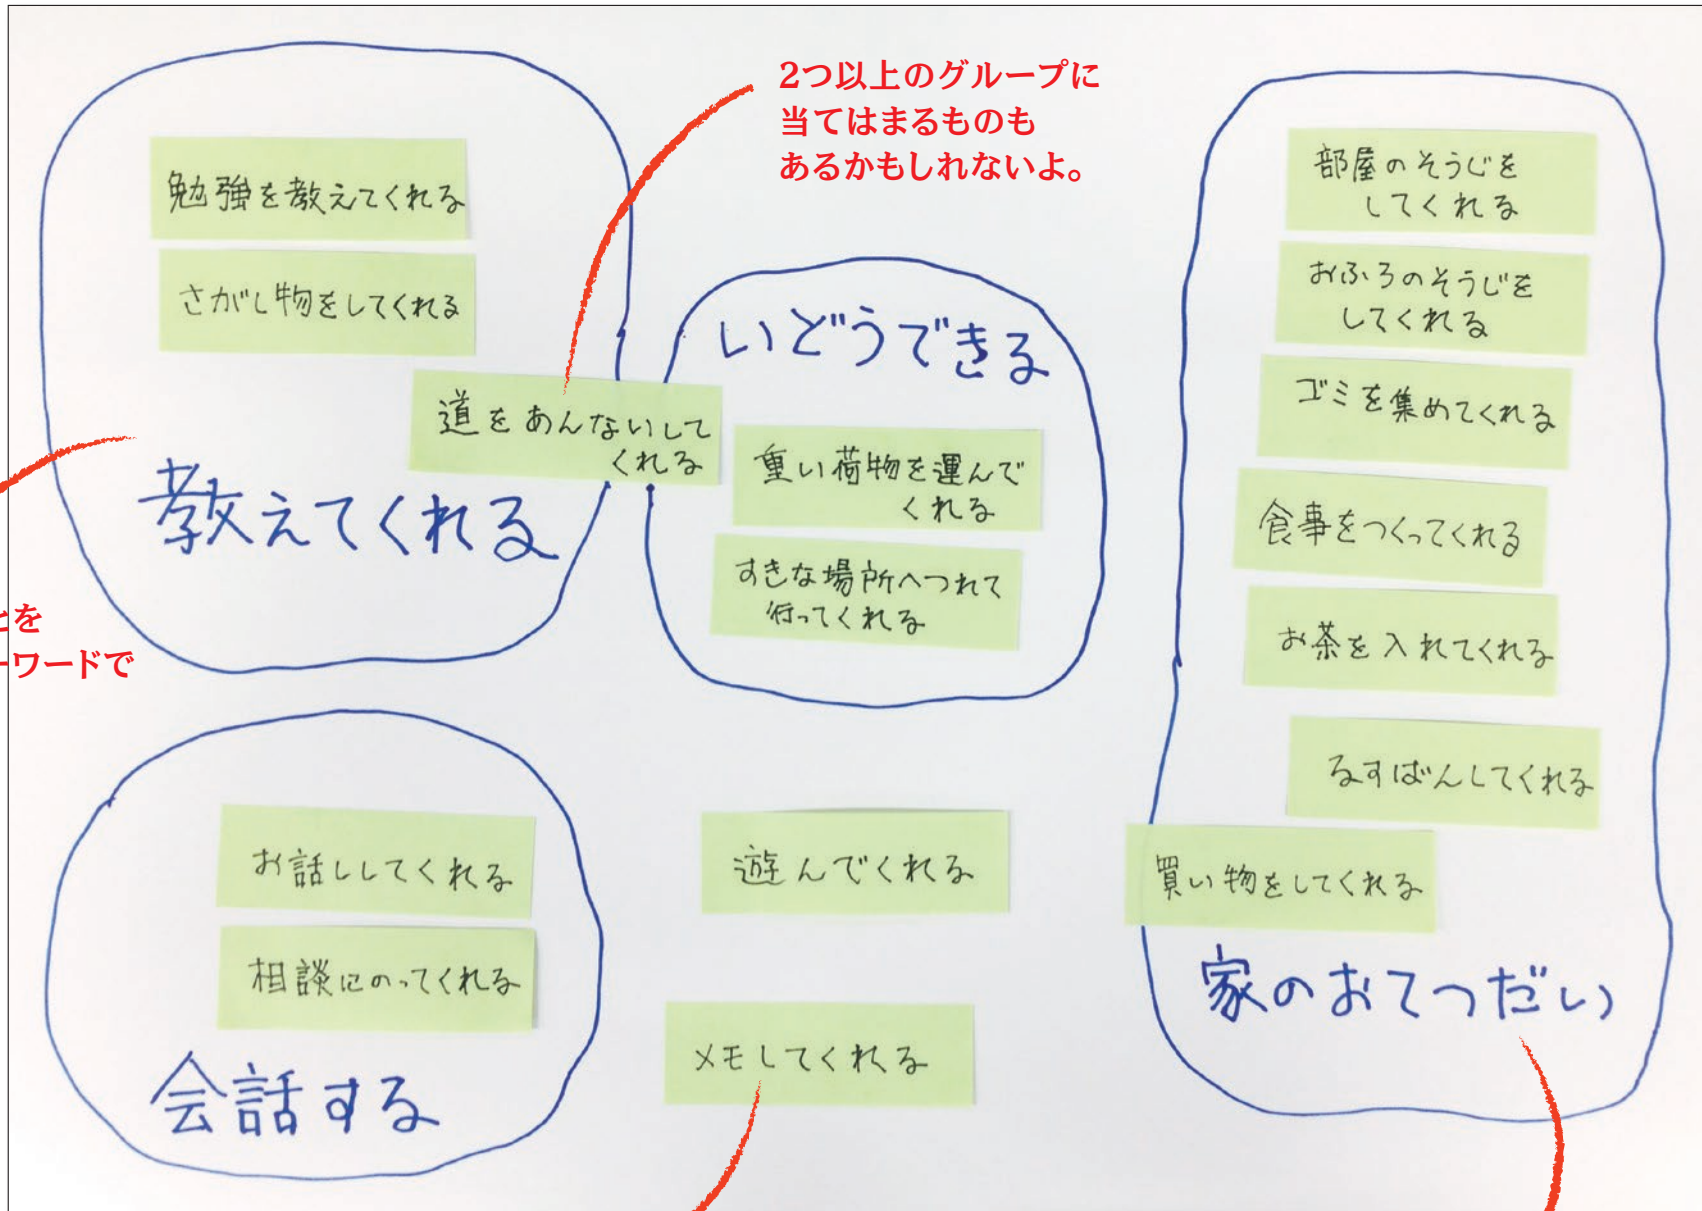 2つ以上のグループに
当てはまるものも
あるかもしれないよ。
勉強を教えてくれる
さがし物をしてくれる
道をあんないして
くれる
教えてくれる
とを
ーワードで
いどうできる
重い荷物を運んで
くれる
すきな場所へつれて
行ってくれる
部屋のそうじを
してくれる
おふろのそうじを
してくれる
ゴミを集めてくれる
食事をつくってくれる
お茶を入れてくれる
るすばんしてくれる
買い物をしてくれる
家のおてつだい
お話ししてくれる
相談にのってくれる
会話する
遊んでくれる
メモしてくれる